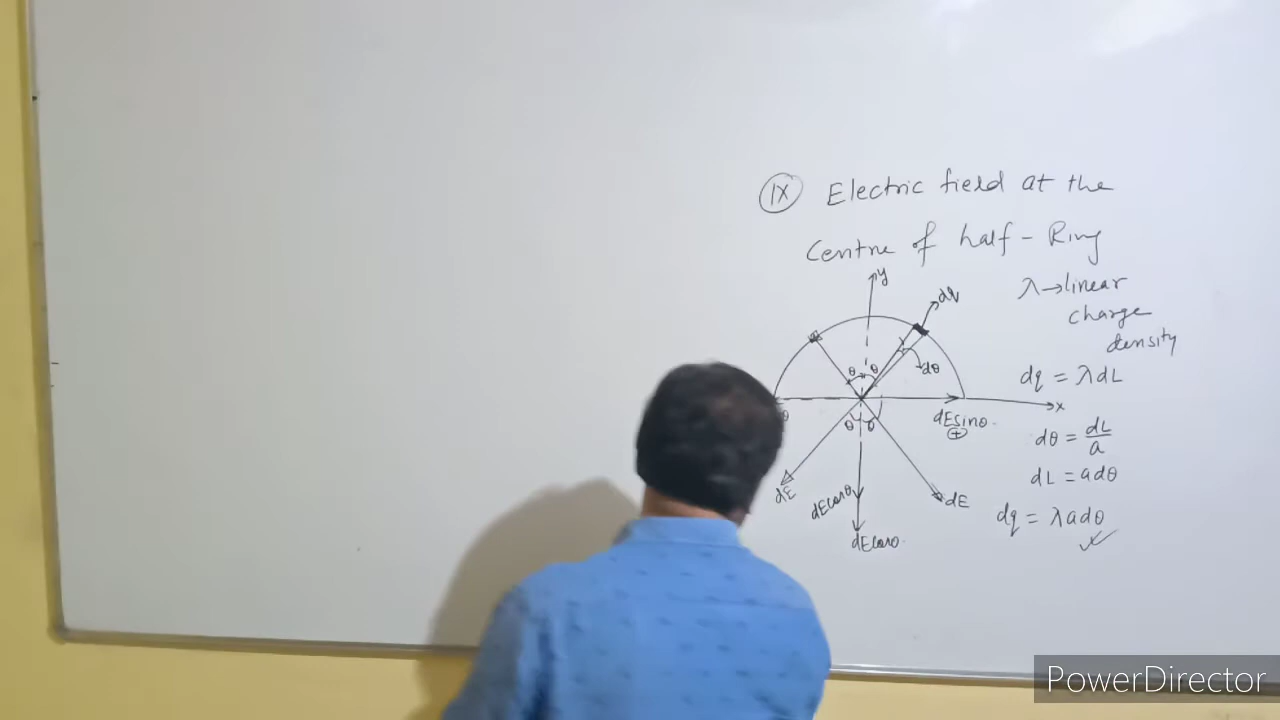 IX Electric field at the
Centre of half-Ring
y
λ→linear
charge
density
dq
θ θ
dθ
dq = λdL
x
θ
dEsinθ
+
θ θ
dθ = dL/a
dL = adθ
dE
dEcosθ
dE
dq = λadθ
dEcosθ
PowerDirector